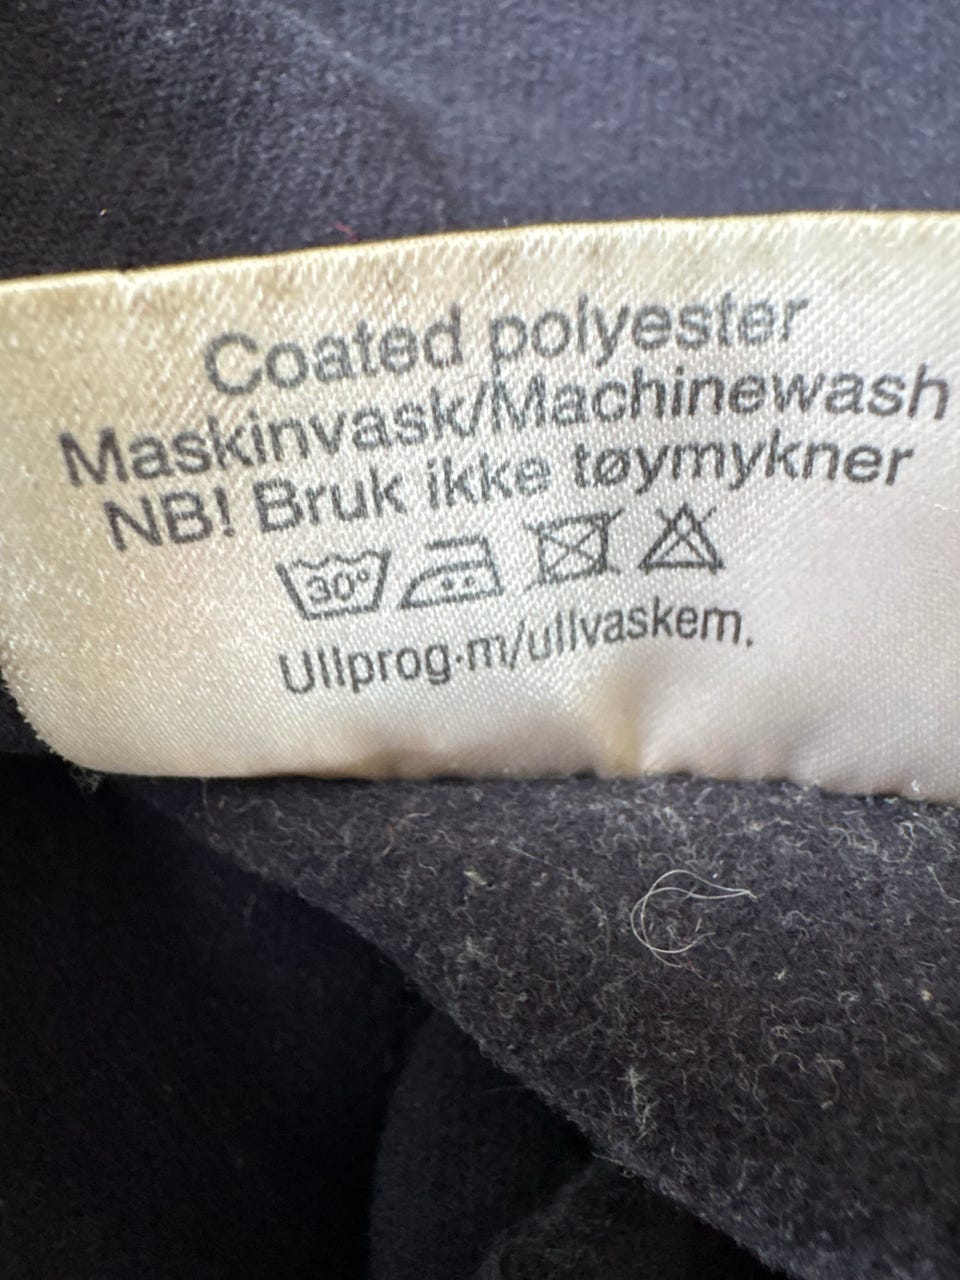 Coated polyester
Maskinvask/Machinewash
NB! Bruk ikke tøymykner
30°
Ullprog.m/ullvaskem.